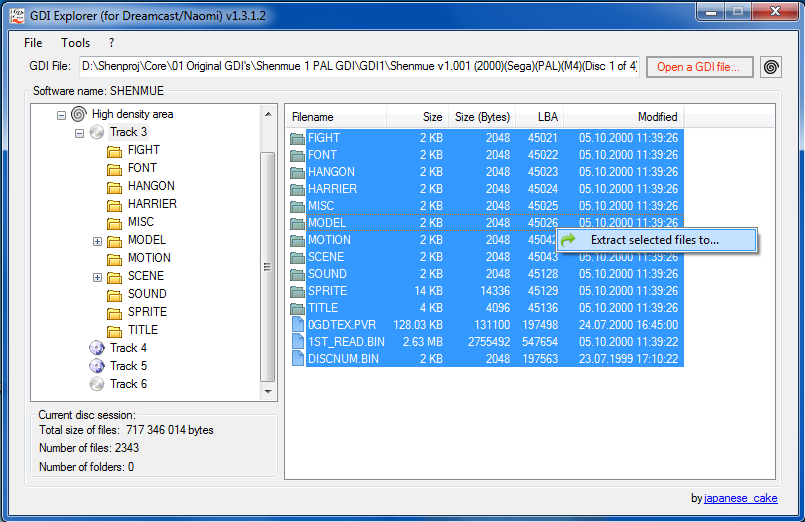 GDI Explorer (for Dreamcast/Naomi) v1.3.1.2
File Tools ?
GDI File: D:\Shenproj\Core\01 Original GDI's\Shenmue 1 PAL GDI\GDI1\Shenmue v1.001 (2000)(Sega)(PAL)(M4)(Disc 1 of 4) Open a GDI file...
Software name: SHENMUE
High density area
Track 3
FIGHT
FONT
HANGON
HARRIER
MISC
MODEL
MOTION
SCENE
SOUND
SPRITE
TITLE
Track 4
Track 5
Track 6
Filename Size Size (Bytes) LBA Modified
FIGHT 2 KB 2048 45021 05.10.2000 11:39:26
FONT 2 KB 2048 45022 05.10.2000 11:39:26
HANGON 2 KB 2048 45023 05.10.2000 11:39:26
HARRIER 2 KB 2048 45024 05.10.2000 11:39:26
MISC 2 KB 2048 45025 05.10.2000 11:39:26
MODEL 2 KB 2048 45026 05.10.2000 11:39:26
MOTION 2 KB 2048 45042
Extract selected files to...
SCENE 2 KB 2048 45043 05.10.2000 11:39:26
SOUND 2 KB 2048 45128 05.10.2000 11:39:26
SPRITE 14 KB 14336 45129 05.10.2000 11:39:26
TITLE 4 KB 4096 45136 05.10.2000 11:39:26
0GDTEX.PVR 128.03 KB 131100 197498 24.07.2000 16:45:00
1ST_READ.BIN 2.63 MB 2755492 547654 05.10.2000 11:39:22
DISCNUM.BIN 2 KB 2048 197563 23.07.1999 17:10:22
Current disc session:
Total size of files: 717 346 014 bytes
Number of files: 2343
Number of folders: 0
by japanese_cake